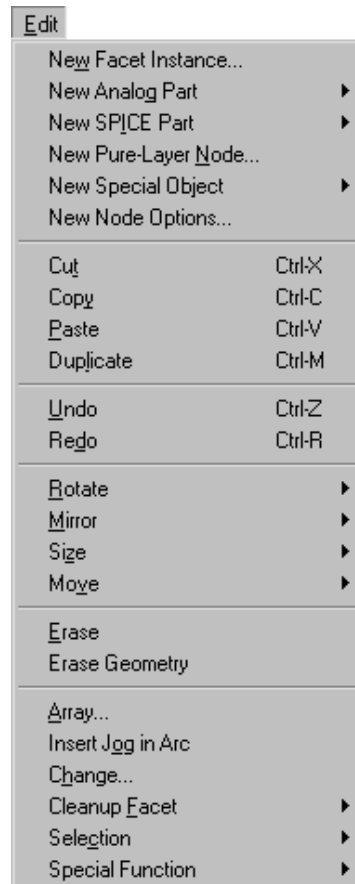 Edit
New Facet Instance...
New Analog Part
New SPICE Part
New Pure-Layer Node...
New Special Object
New Node Options...
Cut Ctrl-X
Copy Ctrl-C
Paste Ctrl-V
Duplicate Ctrl-M
Undo Ctrl-Z
Redo Ctrl-R
Rotate
Mirror
Size
Move
Erase
Erase Geometry
Array...
Insert Jog in Arc
Change...
Cleanup Facet
Selection
Special Function